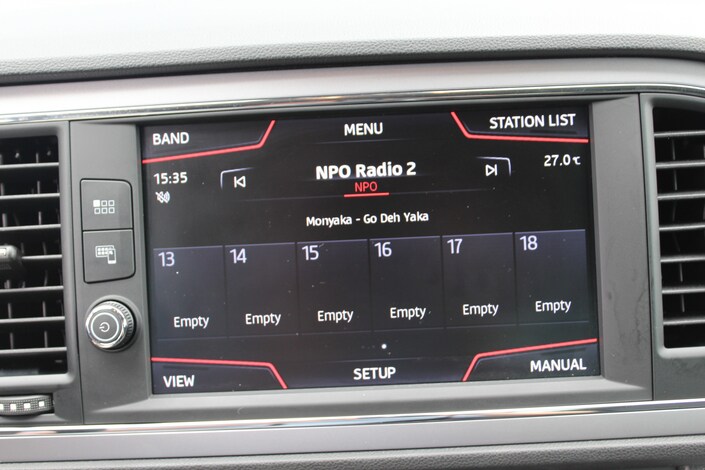 BAND MENU STATION LIST
15:35 NPO Radio 2 27.0 °C
NPO
Monyaka - Go Deh Yaka
13 14 15 16 17 18
Empty Empty Empty Empty Empty Empty
VIEW SETUP MANUAL